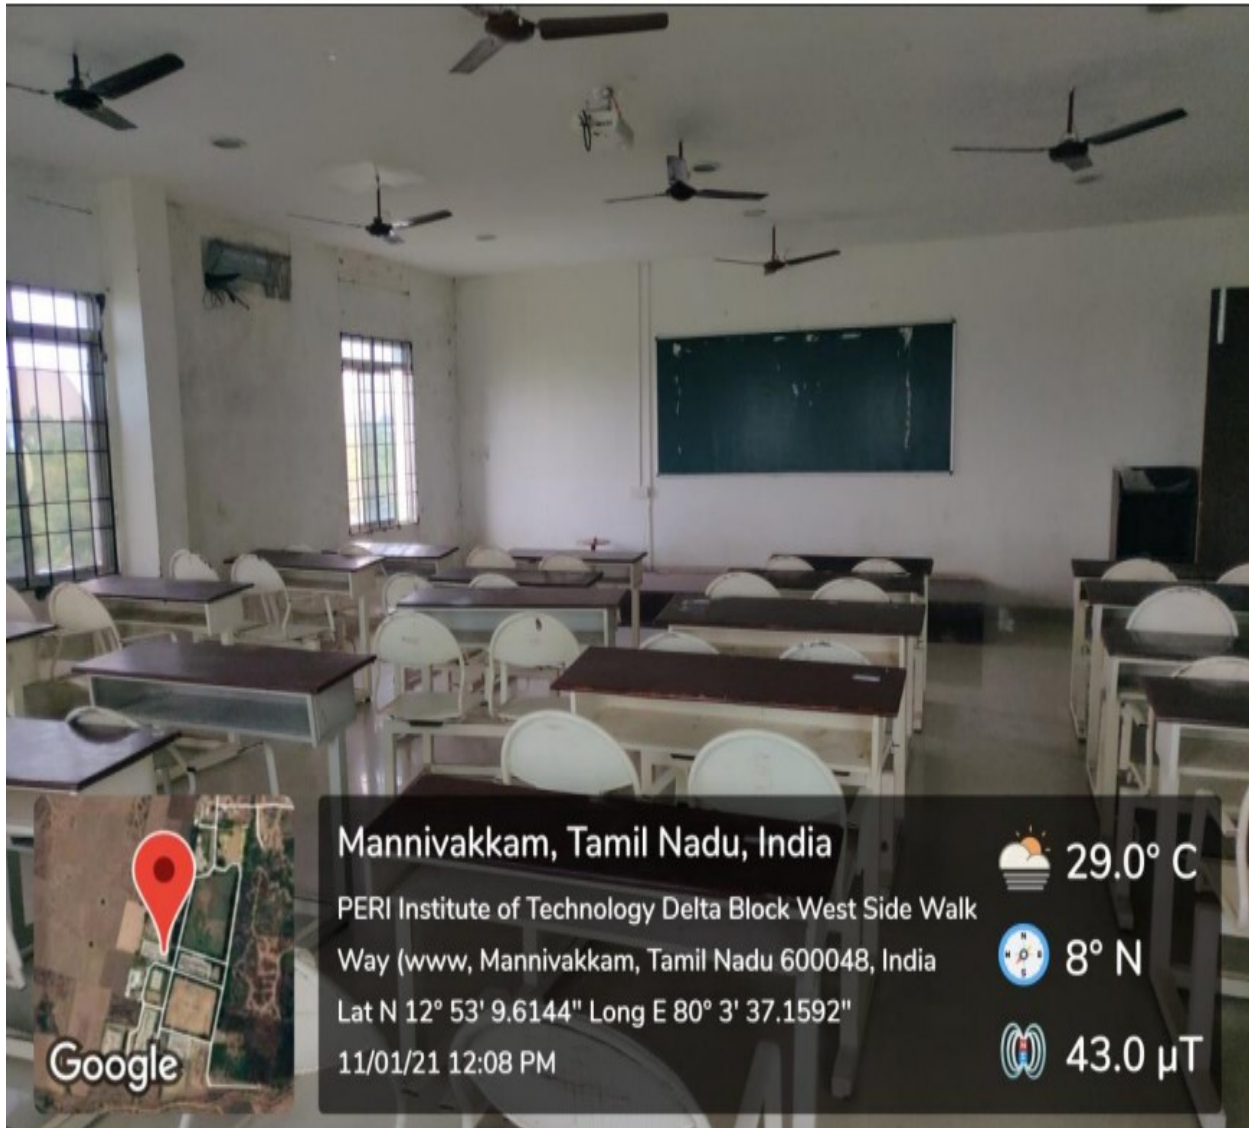 Mannivakkam, Tamil Nadu, India
PERI Institute of Technology Delta Block West Side Walk
Way (www, Mannivakkam, Tamil Nadu 600048, India
Lat N 12° 53' 9.6144" Long E 80° 3' 37.1592"
11/01/21 12:08 PM
29.0° C
8° N
43.0 µT
Google